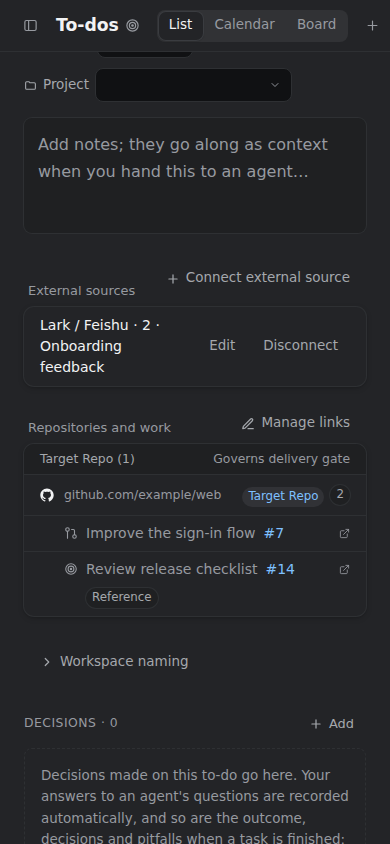 To-dos List Calendar Board
Project
Add notes; they go along as context
when you hand this to an agent...
Connect external source
External sources
Lark / Feishu · 2 ·
Onboarding
feedback
Edit Disconnect
Manage links
Repositories and work
Target Repo (1) Governs delivery gate
github.com/example/web Target Repo 2
Improve the sign-in flow #7
Review release checklist #14
Reference
Workspace naming
DECISIONS · 0 Add
Decisions made on this to-do go here. Your
answers to an agent's questions are recorded
automatically, and so are the outcome,
decisions and pitfalls when a task is finished;